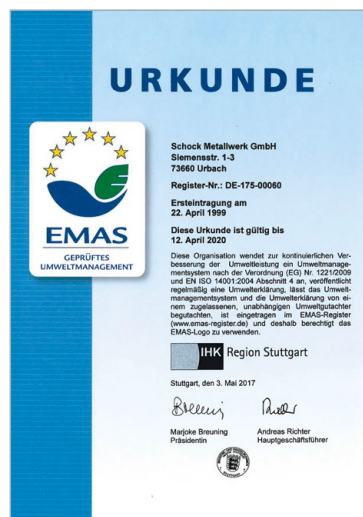 URKUNDE
EMAS
GEPRÜFTES
UMWELTMANAGEMENT
Schock Metallwerk GmbH
Siemensstr. 1-3
73660 Urbach
Register-Nr.: DE-175-00060
Ersteintragung am
22. April 1999
Diese Urkunde ist gültig bis
12. April 2020
Diese Organisation wendet zur kontinuierlichen Ver-
besserung der Umweltleistung ein Umweltmanage-
mentsystem nach der Verordnung (EG) Nr. 1221/2009
und EN ISO 14001:2004 Abschnitt 4 an, veröffentlicht
regelmäßig eine Umwelterklärung, lässt das Umwelt-
managementsystem und die Umwelterklärung von ei-
nem zugelassenen, unabhängigen Umweltgutachter
begutachten, ist eingetragen im EMAS-Register
(www.emas-register.de) und deshalb berechtigt das
EMAS-Logo zu verwenden.
IHK Region Stuttgart
Stuttgart, den 3. Mai 2017
Marjoke Breuning
Präsidentin
Andreas Richter
Hauptgeschäftsführer